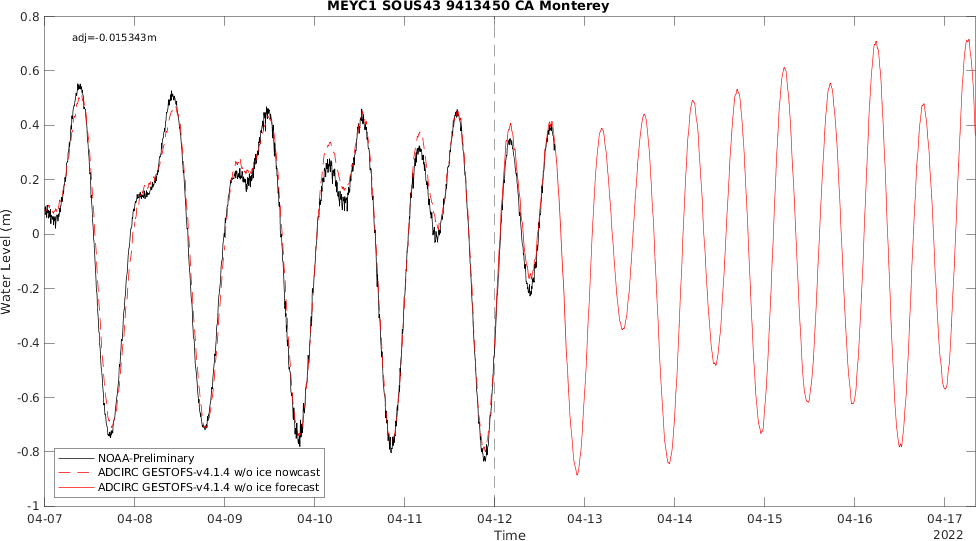 MEYC1 SOUS43 9413450 CA Monterey
adj=-0.015343m
0.8
0.6
0.4
0.2
0
-0.2
-0.4
-0.6
-0.8
-1
Water Level (m)
NOAA-Preliminary
ADCIRC GESTOFS-v4.1.4 w/o ice nowcast
ADCIRC GESTOFS-v4.1.4 w/o ice forecast
04-07 04-08 04-09 04-10 04-11 04-12 04-13 04-14 04-15 04-16 04-17
Time 2022